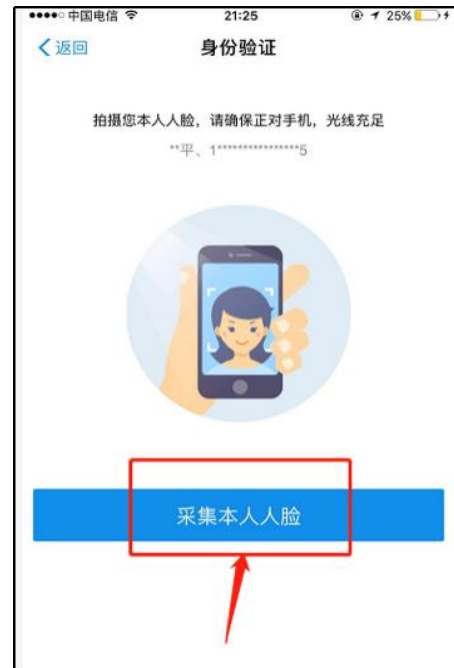 中国电信 21:25 25%
返回 身份验证
拍摄您本人人脸，请确保正对手机，光线充足
**平、1***************5
采集本人人脸